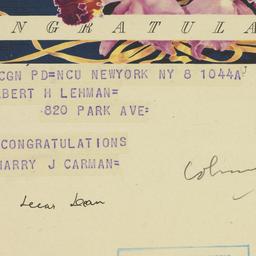 NGRATULA
CGN PD=NCU NEWYORK NY 8 1044A
BERT H LEHMAN=
820 PARK AVE=
CONGRATULATIONS
HARRY J CARMAN=